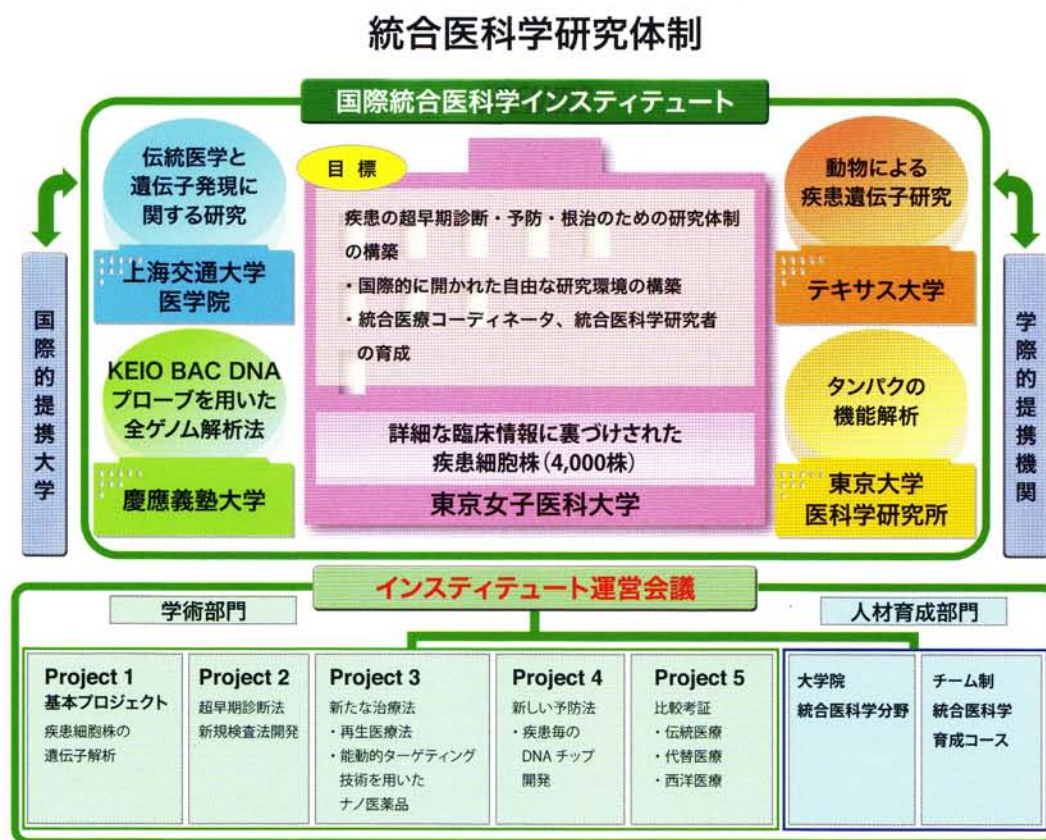 統合医科学研究体制
国際統合医科学インスティテュート
伝統医学と
遺伝子発現に
関する研究
上海交通大学
医学院
KEIO BAC DNA
プローブを用いた
全ゲノム解析法
慶應義塾大学
目 標
疾患の超早期診断・予防・根治のための研究体制
の構築
・国際的に開かれた自由な研究環境の構築
・統合医療コーディネータ、統合医科学研究者
の育成
詳細な臨床情報に裏づけされた
疾患細胞株(4,000株)
東京女子医科大学
動物による
疾患遺伝子研究
テキサス大学
タンパクの
機能解析
東京大学
医科学研究所
国際的提携大学
学際的提携機関
インスティテュート運営会議
学術部門
人材育成部門
Project 1
基本プロジェクト
疾患細胞株の
遺伝子解析
Project 2
超早期診断法
新規検査法開発
Project 3
新たな治療法
・再生医療法
・能動的ターゲティング
技術を用いた
ナノ医薬品
Project 4
新しい予防法
・疾患毎の
DNA チップ
開発
Project 5
比較考証
・伝統医療
・代替医療
・西洋医療
大学院
統合医科学分野
チーム制
統合医科学
育成コース